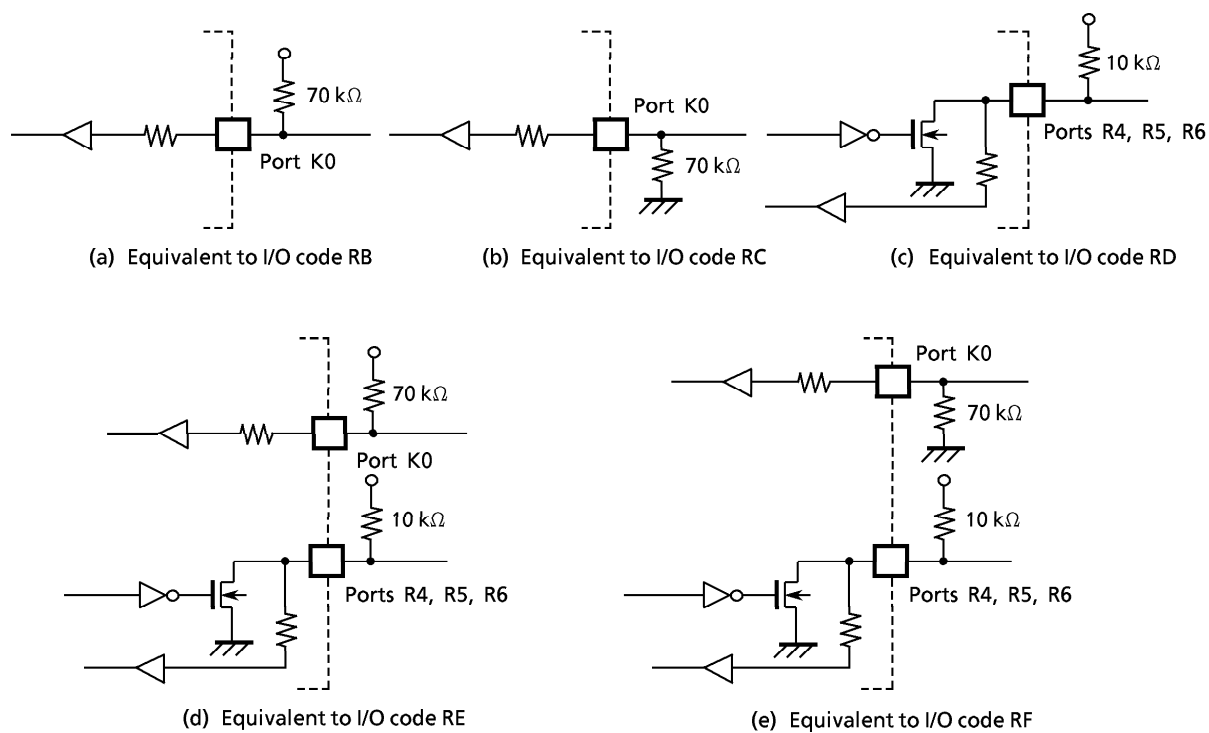 70 kΩ
Port K0
(a) Equivalent to I/O code RB
Port K0
70 kΩ
(b) Equivalent to I/O code RC
10 kΩ
Ports R4, R5, R6
(c) Equivalent to I/O code RD
70 kΩ
Port K0
10 kΩ
Ports R4, R5, R6
(d) Equivalent to I/O code RE
Port K0
70 kΩ
10 kΩ
Ports R4, R5, R6
(e) Equivalent to I/O code RF